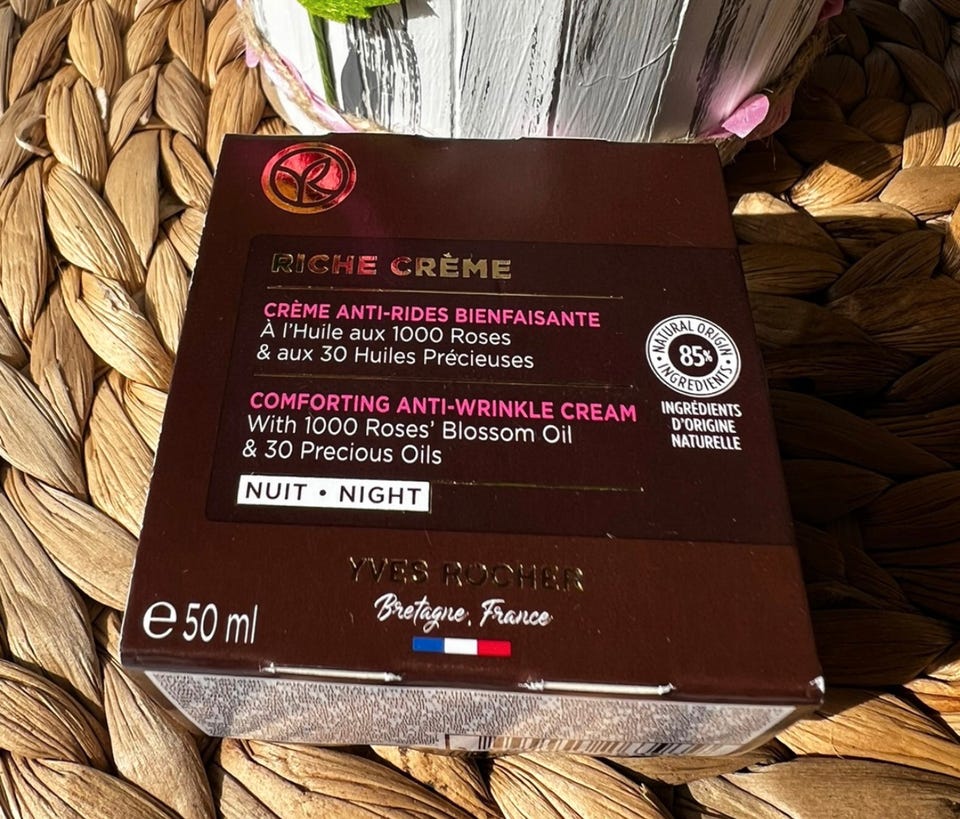 RICHE CRÈME
CRÈME ANTI-RIDES BIENFAISANTE
À l'Huile aux 1000 Roses
& aux 30 Huiles Précieuses
COMFORTING ANTI-WRINKLE CREAM
With 1000 Roses' Blossom Oil
& 30 Precious Oils
NUIT • NIGHT
NATURAL ORIGIN
85%
INGREDIENTS
INGRÉDIENTS
D'ORIGINE
NATURELLE
YVES ROCHER
Bretagne, France
e 50 ml